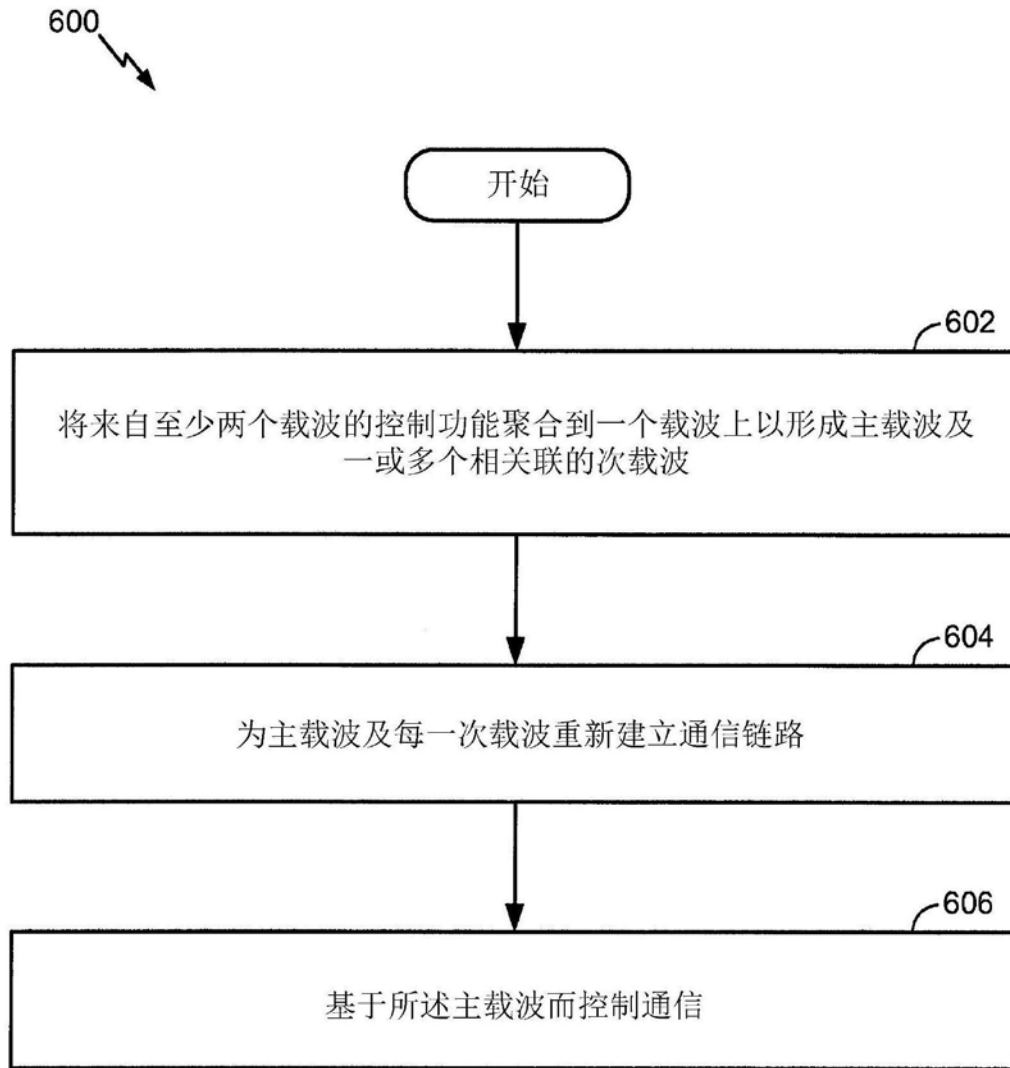 600
开始
602
将来自至少两个载波的控制功能聚合到一个载波上以形成主载波及
一或多个相关联的次载波
604
为主载波及每一次载波重新建立通信链路
606
基于所述主载波而控制通信